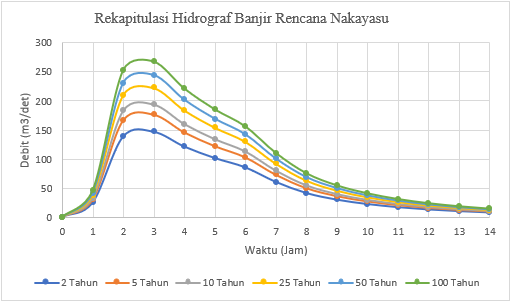 Rekapitulasi Hidrograf Banjir Rencana Nakayasu
300
250
200
150
100
50
0
Debit (m3/det)
0 1 2 3 4 5 6 7 8 9 10 11 12 13 14
Waktu (Jam)
2 Tahun 5 Tahun 10 Tahun 25 Tahun 50 Tahun 100 Tahun